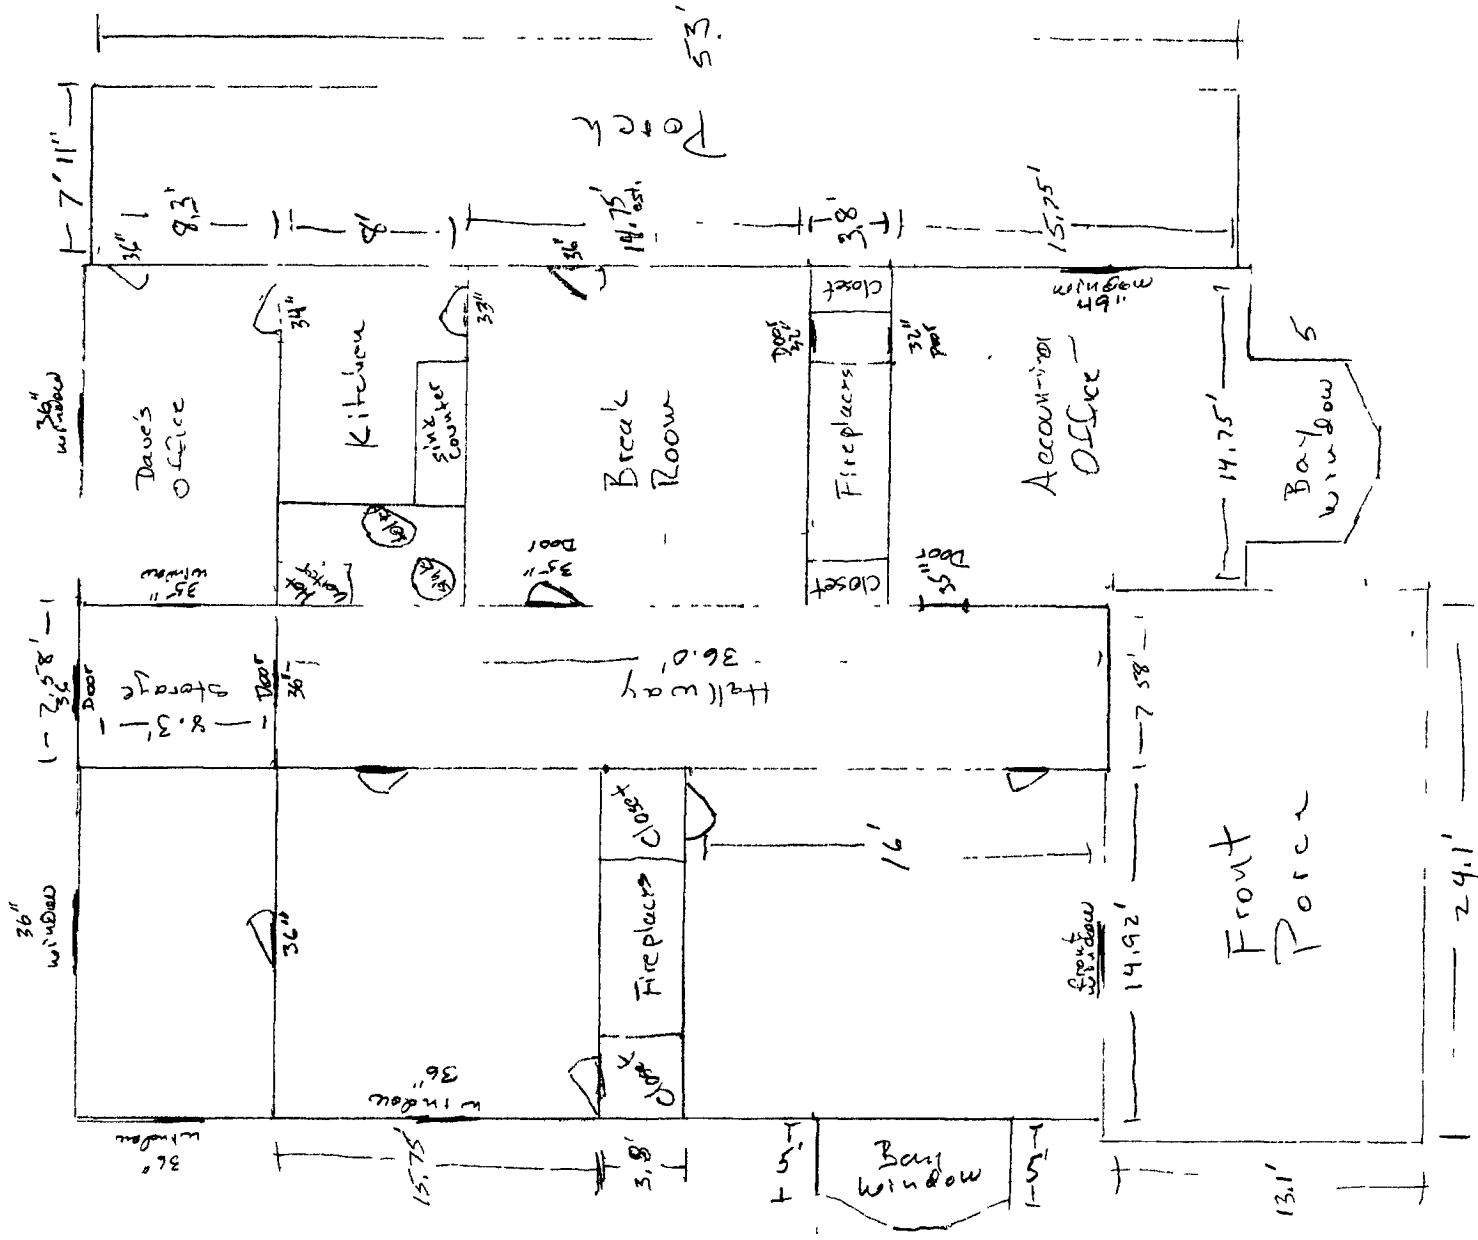 53.'
Porch
|- 7' 11" -|
36"
8.3'
8'
14.75'
est.
3.8'
15.75'
36"
window
Dave's
Office
35"
window
34"
Kitchen
33"
Sink
counter
Hot
water
36"
Break
Room
35"
Door
Door
32"
32"
Door
Closet
Fireplaces
Closet
36"
window
Accounting
Office
35"
Door
14.75'
Bay
window
5
7.58'
36"
Door
Storage
8.3'
Door
36"
Hallway
36.0'
7.58'
36"
window
36"
36"
window
36"
window
Closet
Fireplaces
Closet
16'
front
window
14.92'
Front
Porch
24.1'
13.1'
15.75'
3.8'
5
Bay
window
5